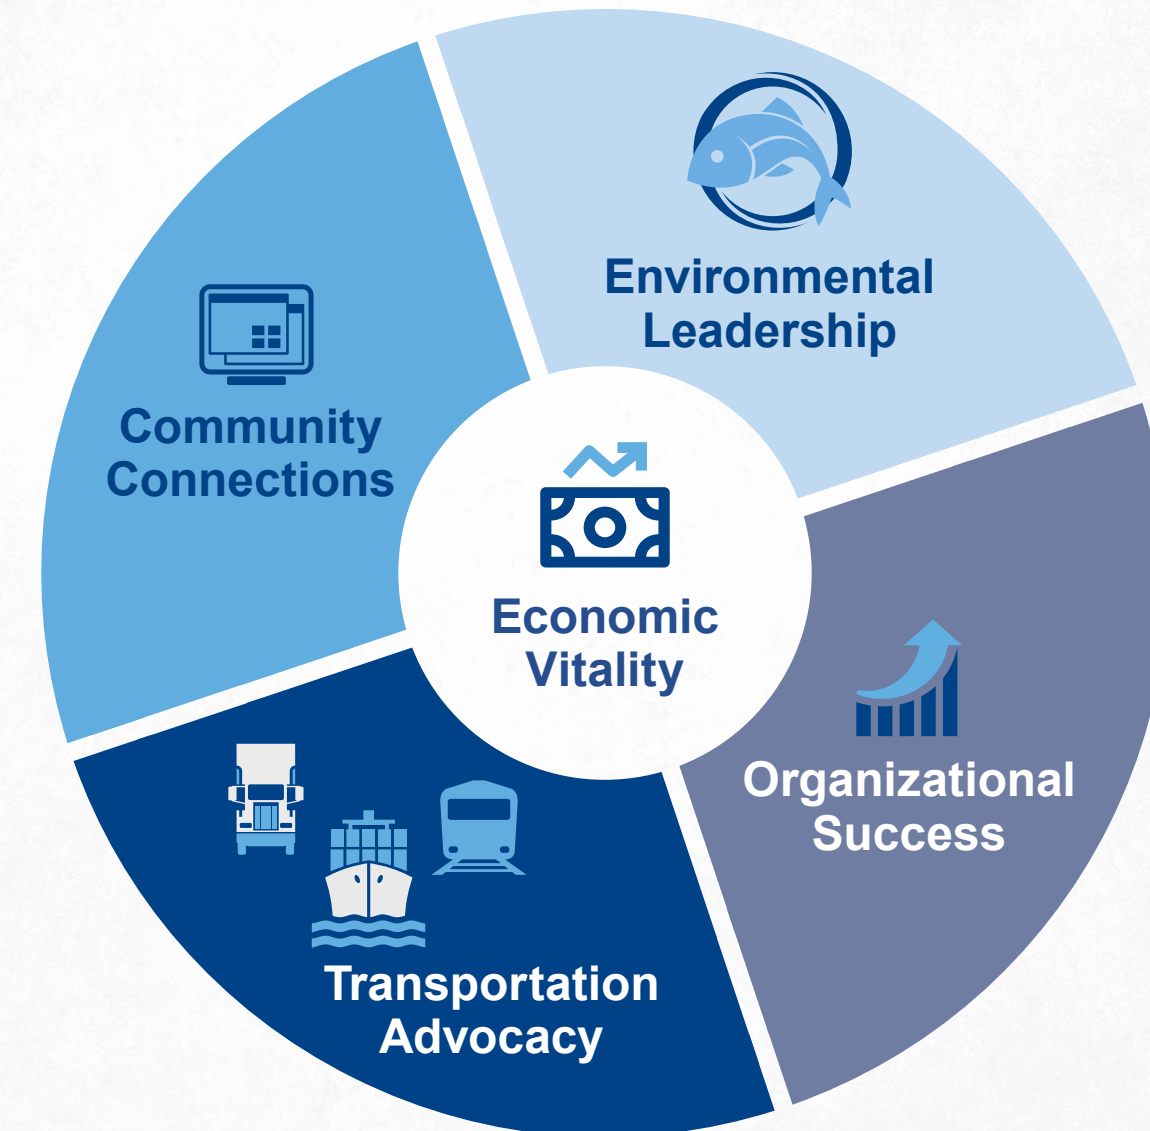 Environmental
Leadership
Community
Connections
Economic
Vitality
Organizational
Success
Transportation
Advocacy